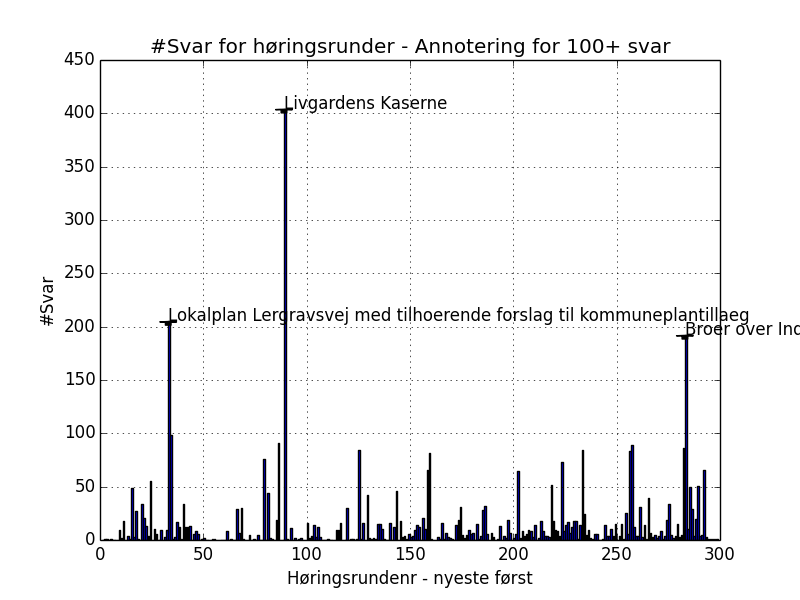 #Svar for høringsrunder - Annotering for 100+ svar
450
400
350
300
250
200
150
100
50
0
#Svar
Livgardens Kaserne
Lokalplan Lergravsvej med tilhoerende forslag til kommuneplantillaeg
Broer over Ind
0 50 100 150 200 250 300
Høringsrundenr - nyeste først